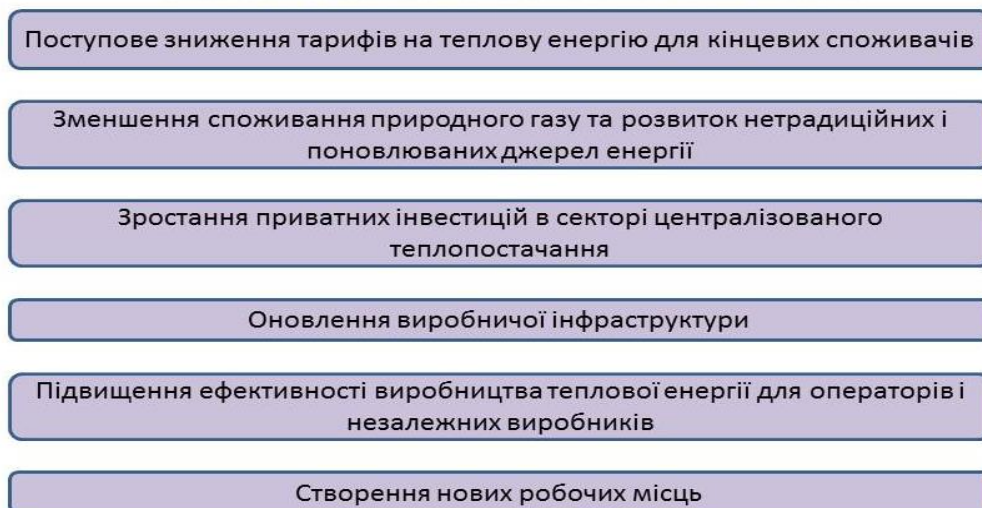 Поступове зниження тарифів на теплову енергію для кінцевих споживачів
Зменшення споживання природного газу та розвиток нетрадиційних і
поновлюваних джерел енергії
Зростання приватних інвестицій в секторі централізованого
теплопостачання
Оновлення виробничої інфраструктури
Підвищення ефективності виробництва теплової енергії для операторів і
незалежних виробників
Створення нових робочих місць